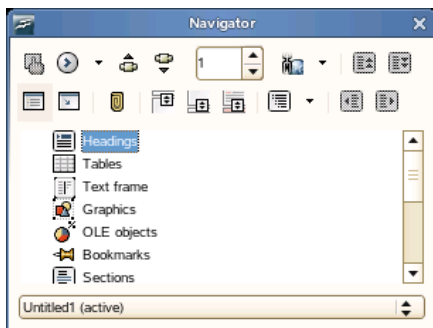 Navigator
1
Headings
Tables
Text frame
Graphics
OLE objects
Bookmarks
Sections
Untitled1 (active)